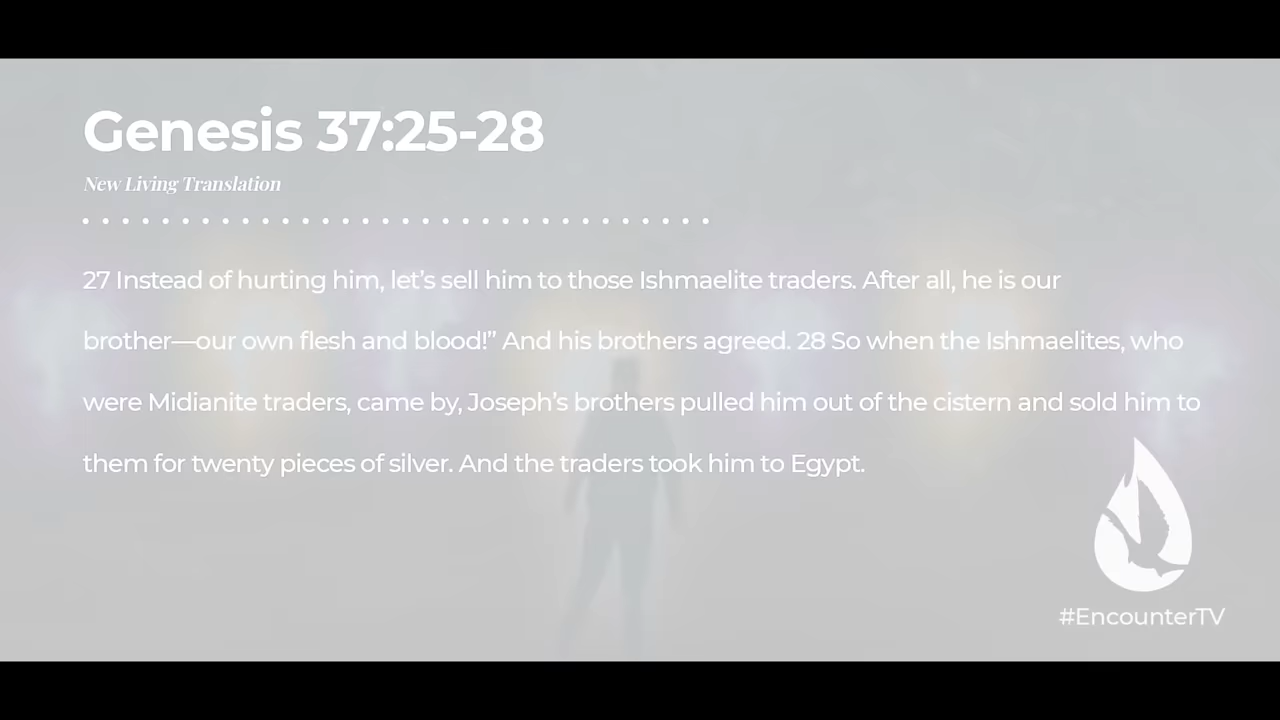 Genesis 37:25-28
New Living Translation
27 Instead of hurting him, let’s sell him to those Ishmaelite traders. After all, he is our
brother—our own flesh and blood!” And his brothers agreed. 28 So when the Ishmaelites, who
were Midianite traders, came by, Joseph’s brothers pulled him out of the cistern and sold him to
them for twenty pieces of silver. And the traders took him to Egypt.
#EncounterTV